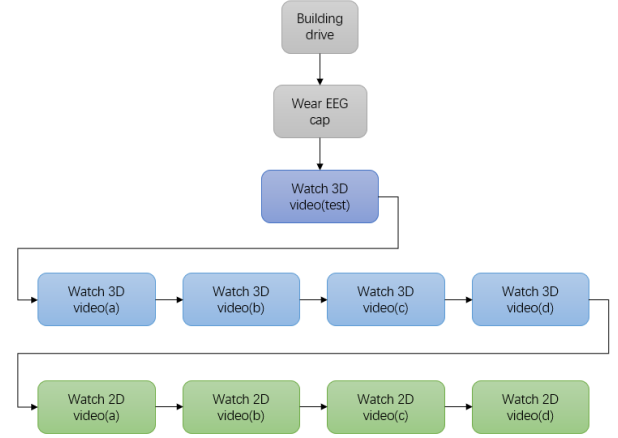 Building
drive
Wear EEG
cap
Watch 3D
video(test)
Watch 3D
video(a)
Watch 3D
video(b)
Watch 3D
video(c)
Watch 3D
video(d)
Watch 2D
video(a)
Watch 2D
video(b)
Watch 2D
video(c)
Watch 2D
video(d)